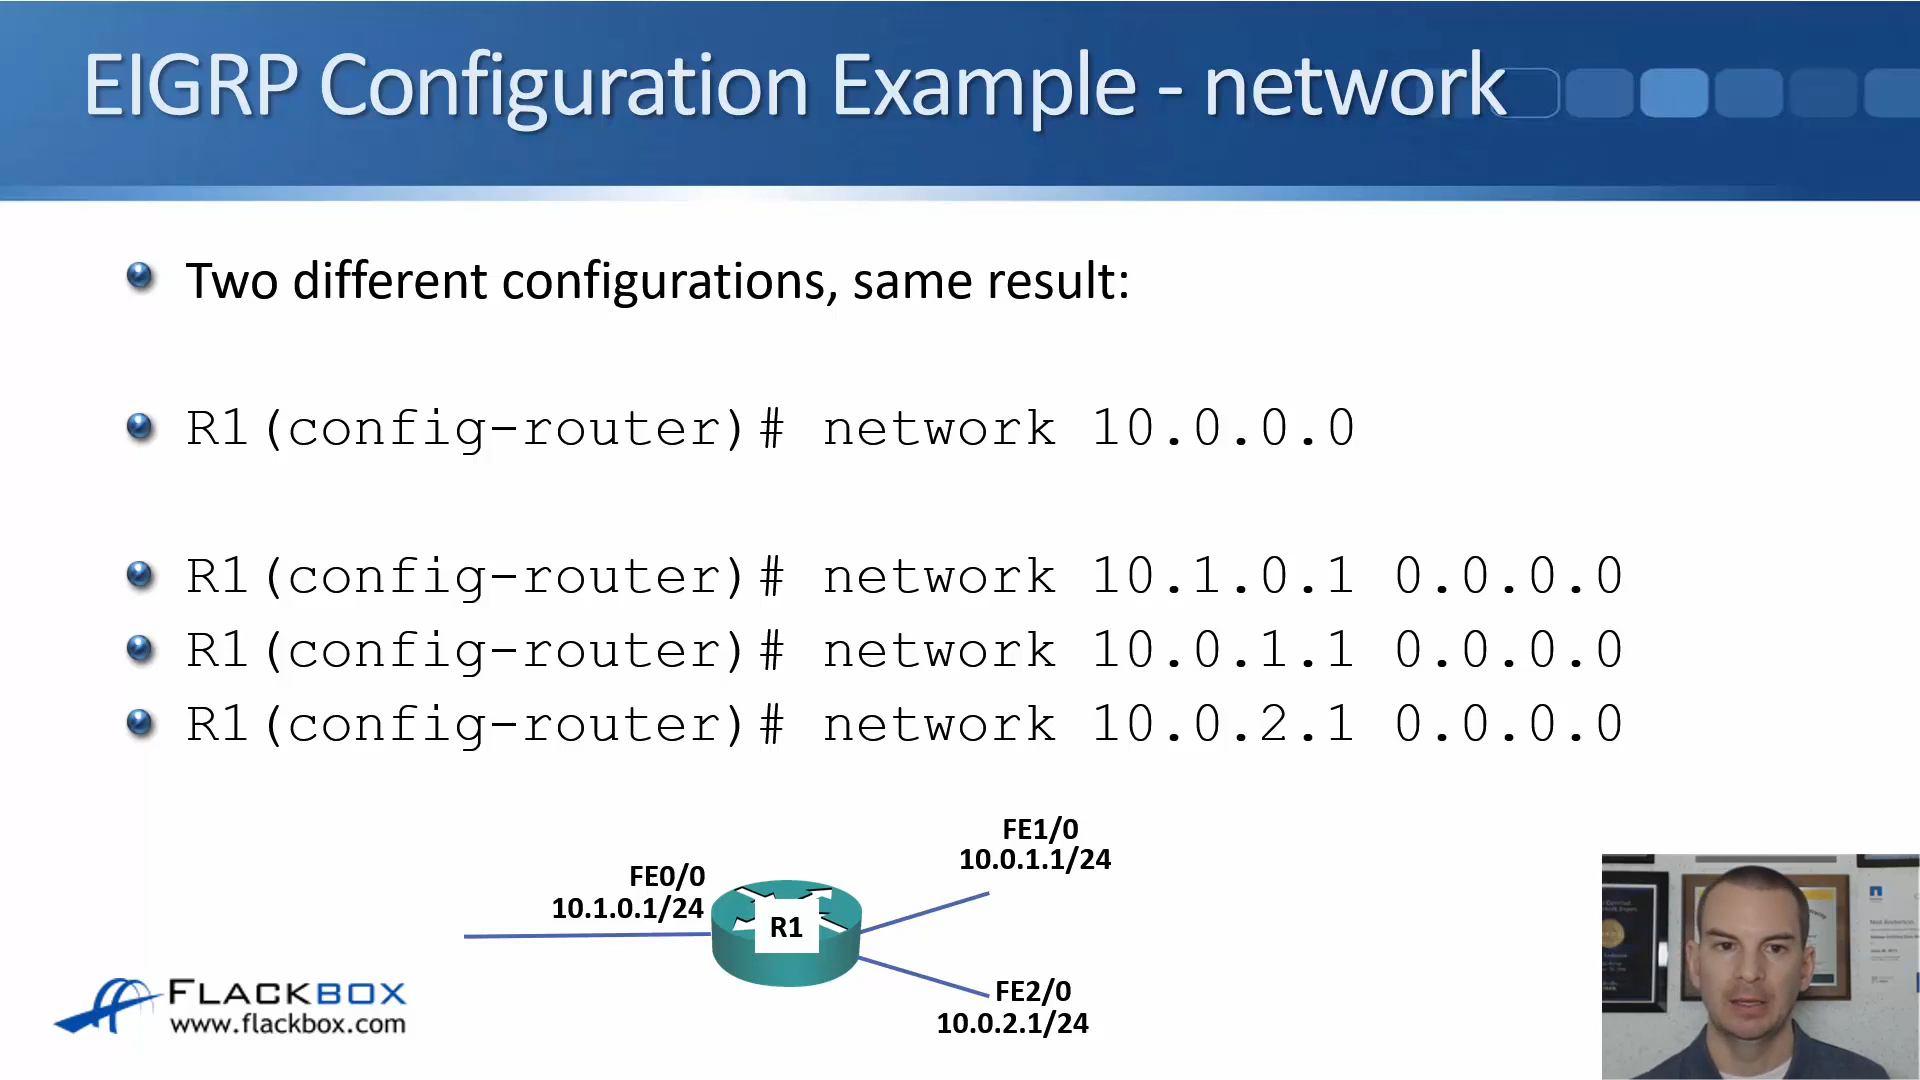 EIGRP Configuration Example - network
Two different configurations, same result:
R1(config-router)# network 10.0.0.0
R1(config-router)# network 10.1.0.1 0.0.0.0
R1(config-router)# network 10.0.1.1 0.0.0.0
R1(config-router)# network 10.0.2.1 0.0.0.0
FE0/0
10.1.0.1/24
R1
FE1/0
10.0.1.1/24
FE2/0
10.0.2.1/24
FLACKBOX
www.flackbox.com